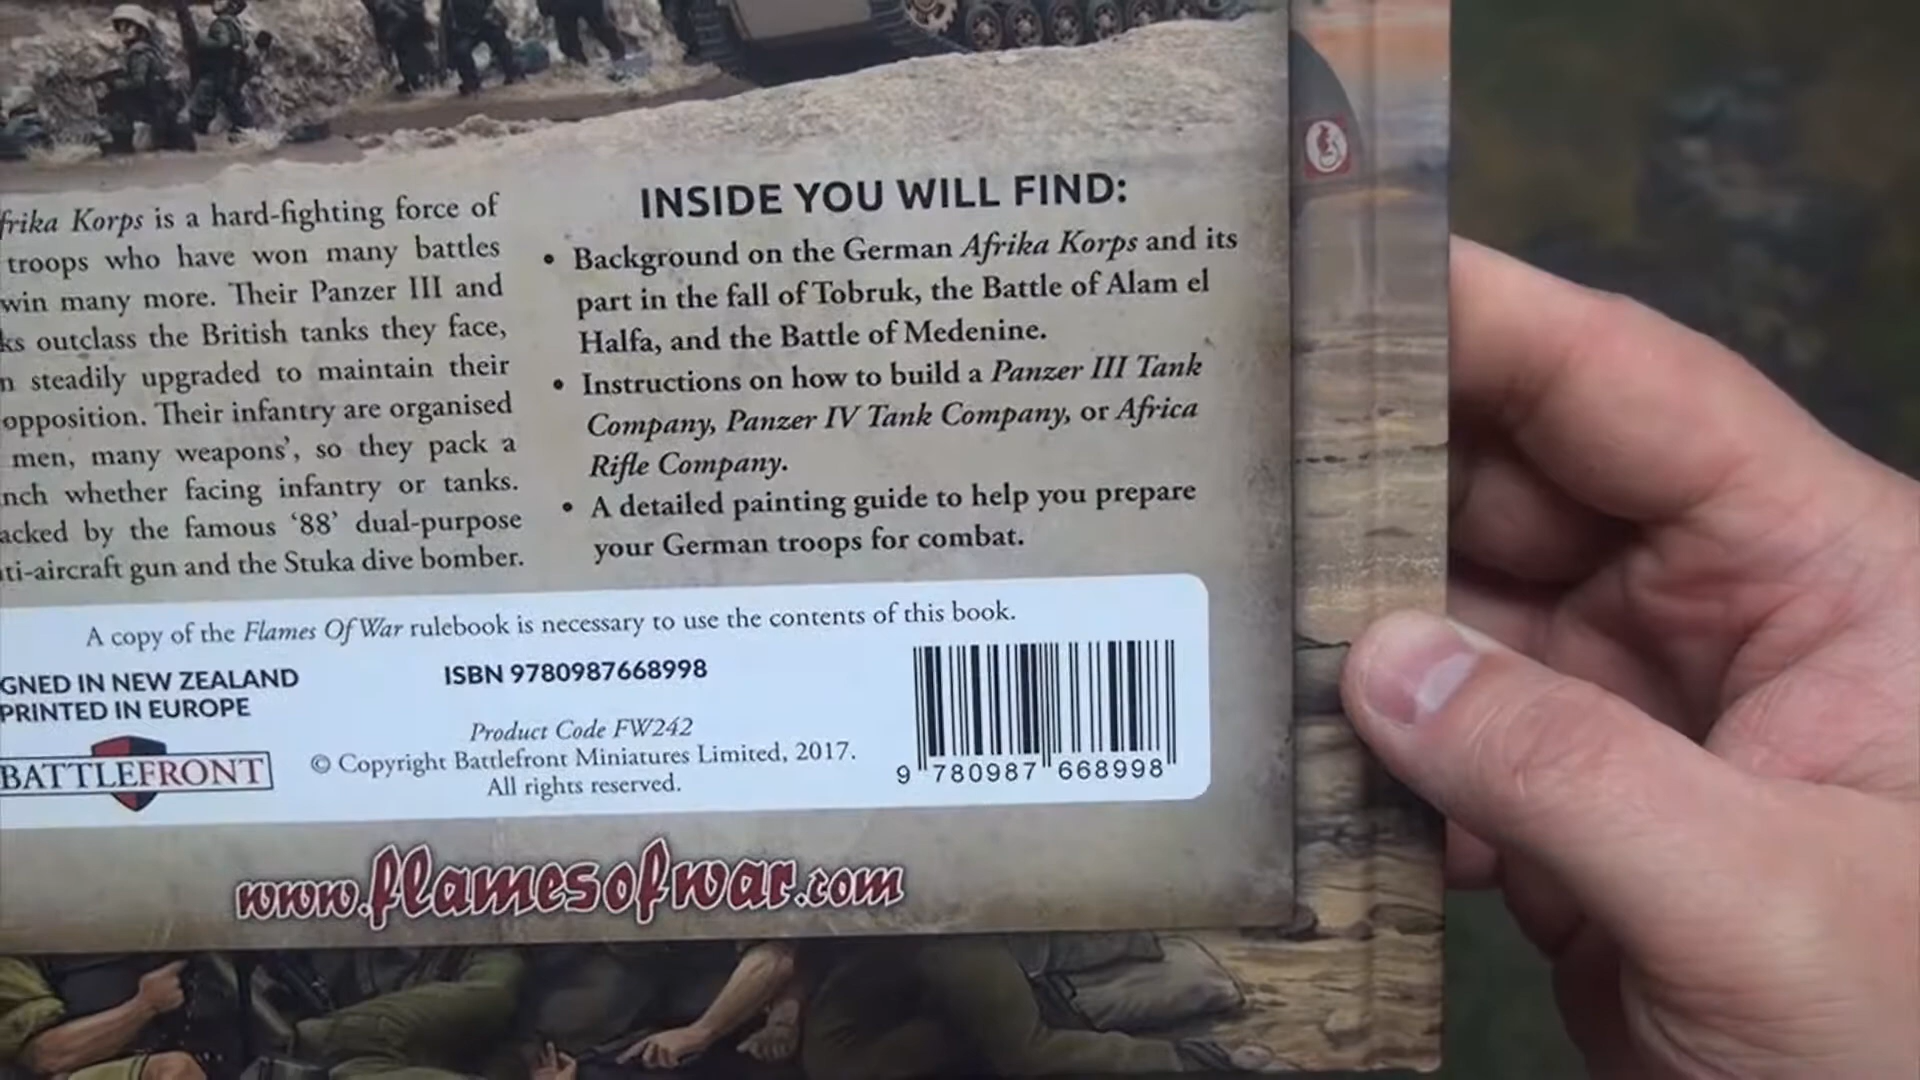 frika Korps is a hard-fighting force of
troops who have won many battles
win many more. Their Panzer III and
ks outclass the British tanks they face,
n steadily upgraded to maintain their
opposition. Their infantry are organised
men, many weapons', so they pack a
nch whether facing infantry or tanks.
acked by the famous '88' dual-purpose
ti-aircraft gun and the Stuka dive bomber.
INSIDE YOU WILL FIND:
• Background on the German Afrika Korps and its
part in the fall of Tobruk, the Battle of Alam el
Halfa, and the Battle of Medenine.
• Instructions on how to build a Panzer III Tank
Company, Panzer IV Tank Company, or Africa
Rifle Company.
• A detailed painting guide to help you prepare
your German troops for combat.
A copy of the Flames Of War rulebook is necessary to use the contents of this book.
GNED IN NEW ZEALAND
PRINTED IN EUROPE
BATTLEFRONT
ISBN 9780987668998
Product Code FW242
© Copyright Battlefront Miniatures Limited, 2017.
All rights reserved.
9 780987 668998
www.flamesofwar.com